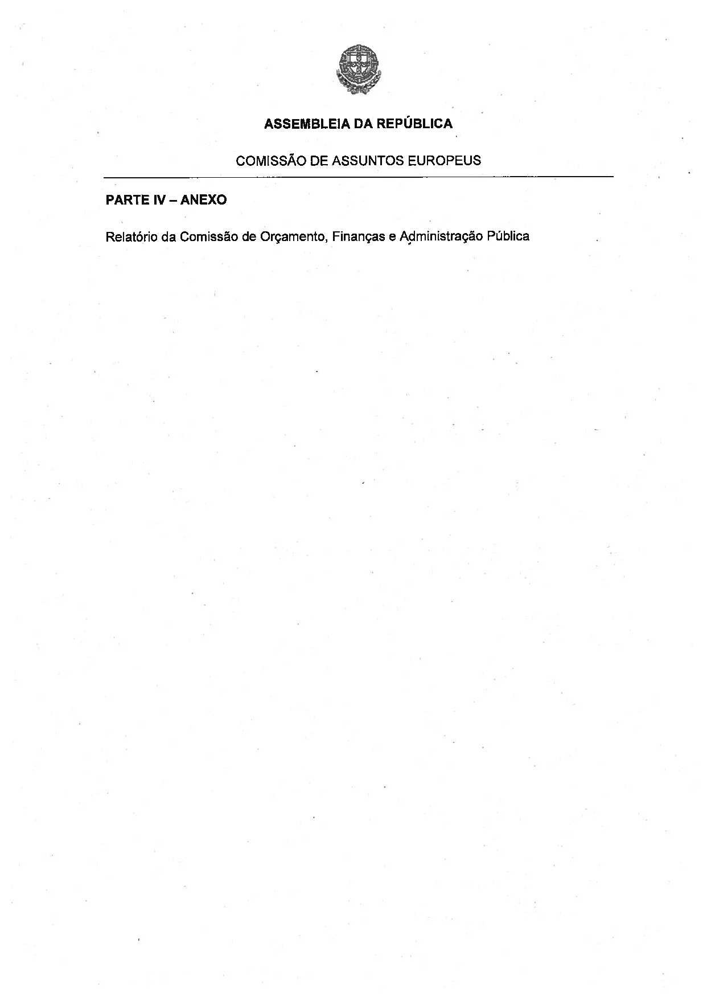 ASSEMBLEIA DA REPÚBLICA
COMISSÃO DE ASSUNTOS EUROPEUS
PARTE IV – ANEXO
Relatório da Comissão de Orçamento, Finanças e Administração Pública